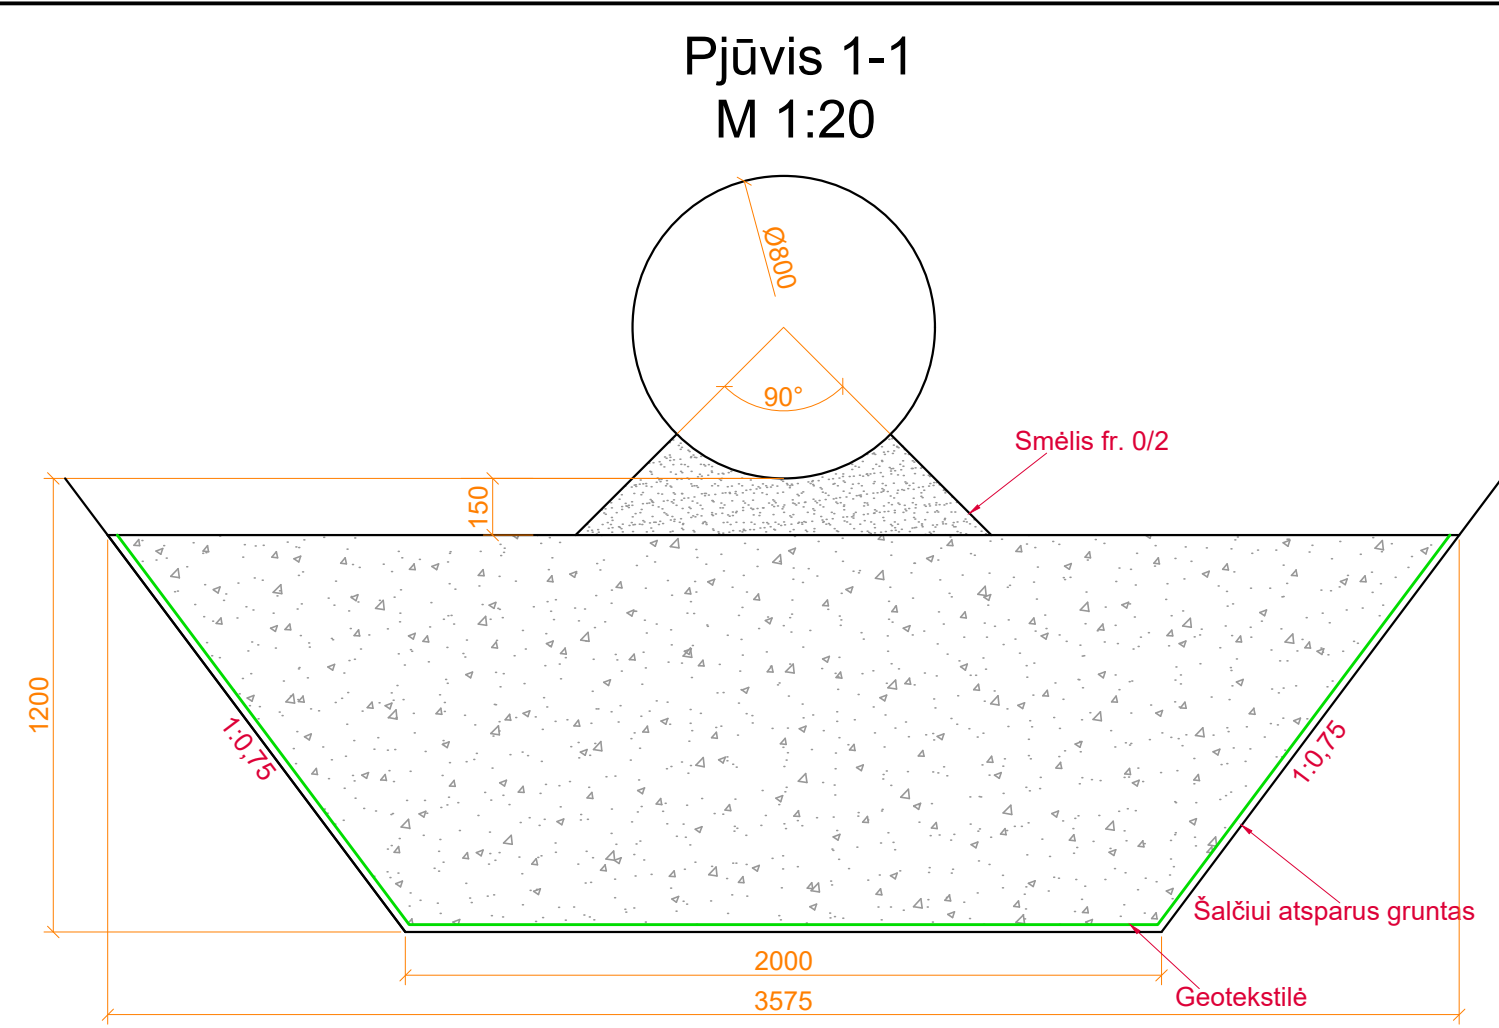 Pjūvis 1-1
M 1:20
Ø800
90°
Smėlis fr. 0/2
150
1200
1:0,75
1:0,75
Šalčiui atsparus gruntas
2000
Geotekstilė
3575